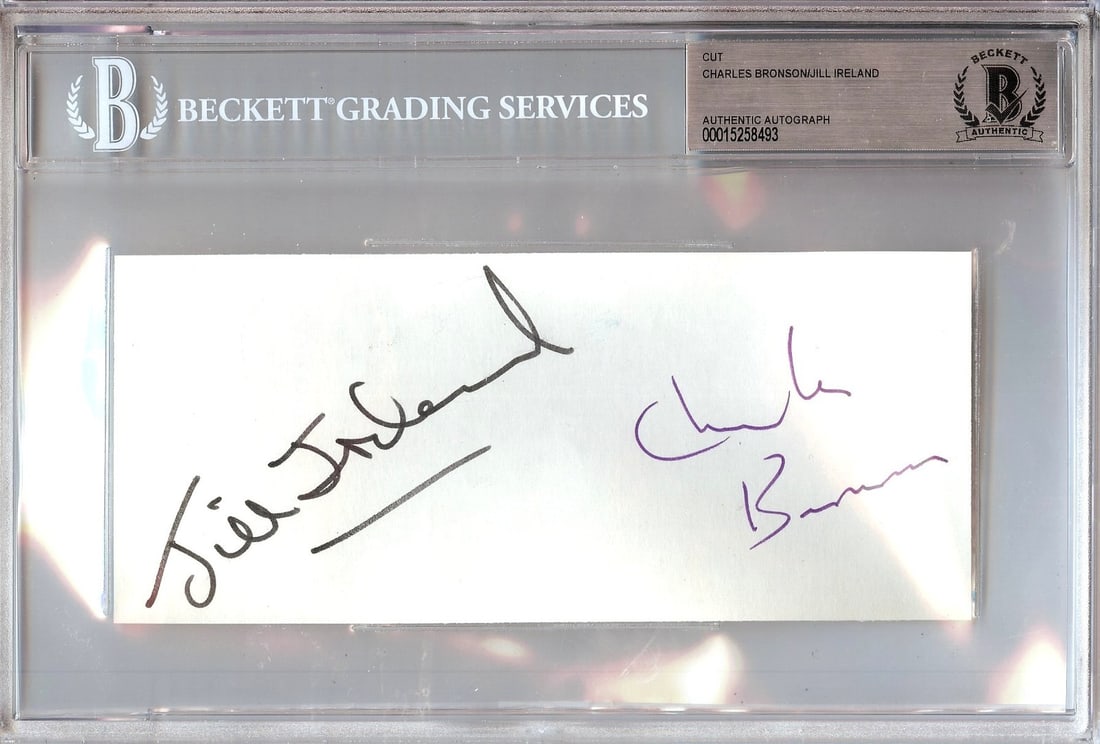 B BECKETT® GRADING SERVICES
CUT
CHARLES BRONSON/JILL IRELAND
AUTHENTIC AUTOGRAPH
00015258493
BECKETT
B
AUTHENTIC
Jill Ireland
Charles
Bronson